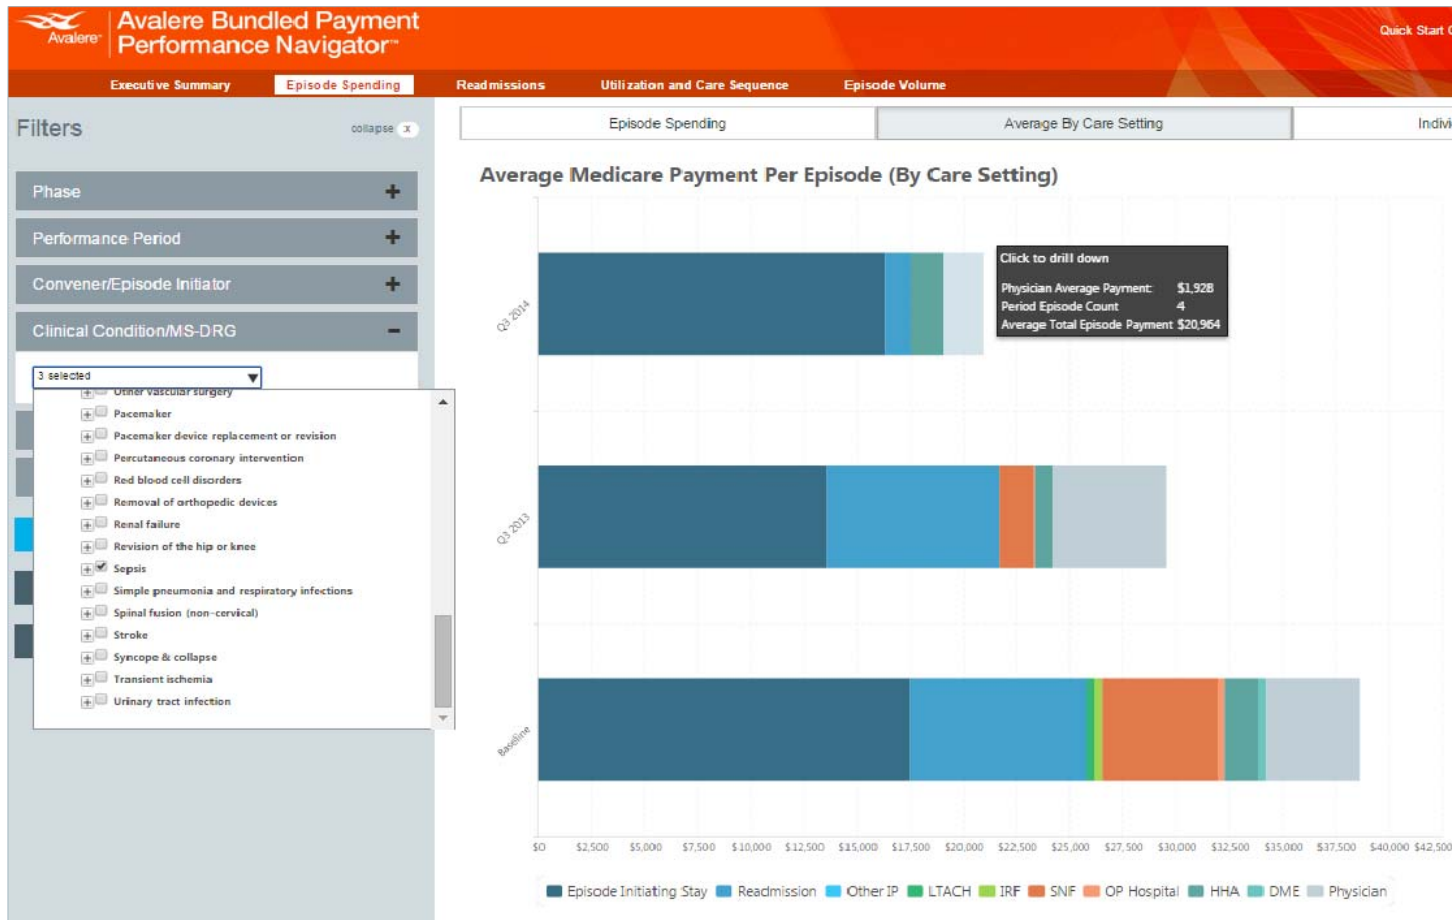 Avalere
Avalere Bundled Payment
Performance Navigator™
Quick Start
Executive Summary
Episode Spending
Readmissions
Utilization and Care Sequence
Episode Volume
Filters
collapse x
Phase +
Performance Period +
Convener/Episode Initiator +
Clinical Condition/MS-DRG −
3 selected
Other vascular surgery
Pacemaker
Pacemaker device replacement or revision
Percutaneous coronary intervention
Red blood cell disorders
Removal of orthopedic devices
Renal failure
Revision of the hip or knee
Sepsis
Simple pneumonia and respiratory infections
Spinal fusion (non-cervical)
Stroke
Syncope & collapse
Transient ischemia
Urinary tract infection
Episode Spending
Average By Care Setting
Indivi
Average Medicare Payment Per Episode (By Care Setting)
Click to drill down
Physician Average Payment: $1,928
Period Episode Count 4
Average Total Episode Payment $20,964
Q3 2014
Q3 2013
Baseline
$0 $2,500 $5,000 $7,500 $10,000 $12,500 $15,000 $17,500 $20,000 $22,500 $25,000 $27,500 $30,000 $32,500 $35,000 $37,500 $40,000 $42,500
Episode Initiating Stay Readmission Other IP LTACH IRF SNF OP Hospital HHA DME Physician